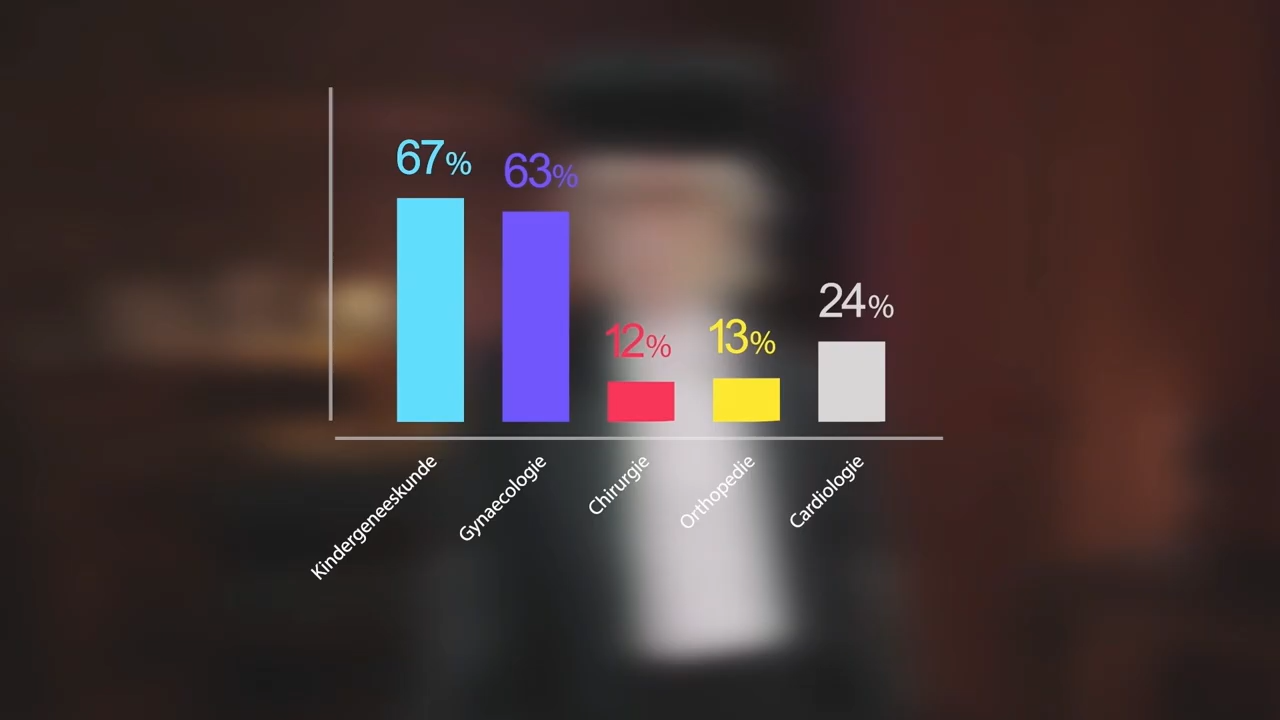 67%
63%
12%
13%
24%
Kindergeneeskunde
Gynaecologie
Chirurgie
Orthopedie
Cardiologie